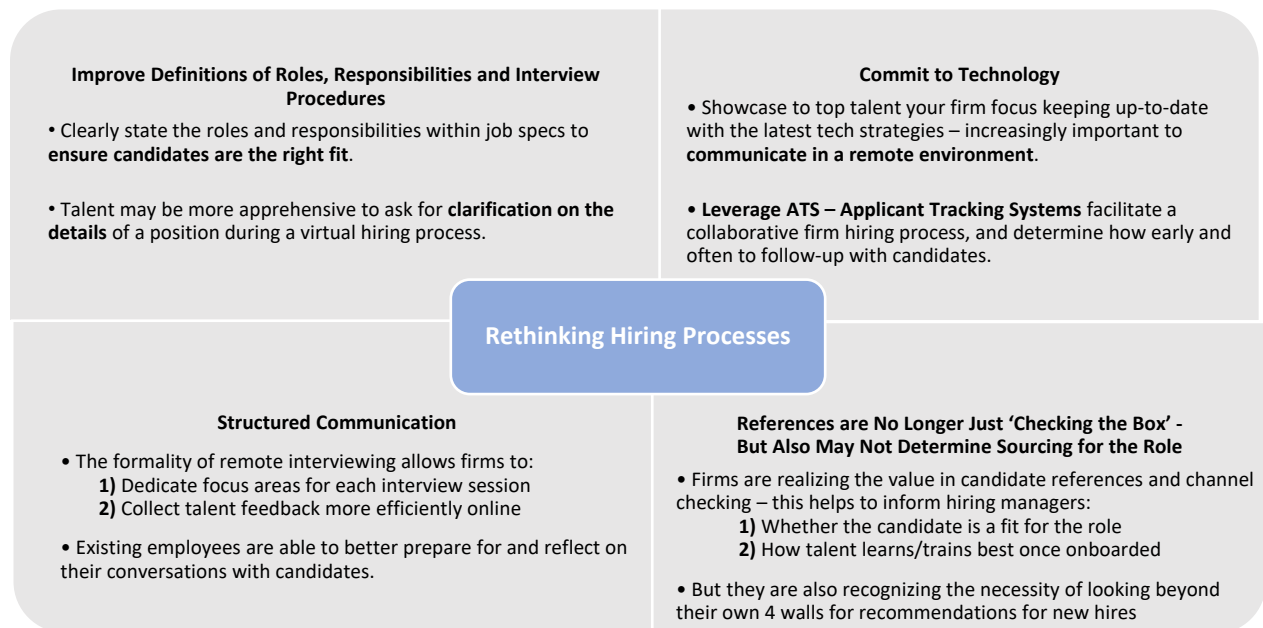 Improve Definitions of Roles, Responsibilities and Interview
Procedures
• Clearly state the roles and responsibilities within job specs to
ensure candidates are the right fit.
• Talent may be more apprehensive to ask for clarification on the
details of a position during a virtual hiring process.
Commit to Technology
• Showcase to top talent your firm focus keeping up-to-date
with the latest tech strategies – increasingly important to
communicate in a remote environment.
• Leverage ATS – Applicant Tracking Systems facilitate a
collaborative firm hiring process, and determine how early and
often to follow-up with candidates.
Rethinking Hiring Processes
Structured Communication
• The formality of remote interviewing allows firms to:
1) Dedicate focus areas for each interview session
2) Collect talent feedback more efficiently online
• Existing employees are able to better prepare for and reflect on
their conversations with candidates.
References are No Longer Just ‘Checking the Box’ -
But Also May Not Determine Sourcing for the Role
• Firms are realizing the value in candidate references and channel
checking – this helps to inform hiring managers:
1) Whether the candidate is a fit for the role
2) How talent learns/trains best once onboarded
• But they are also recognizing the necessity of looking beyond
their own 4 walls for recommendations for new hires